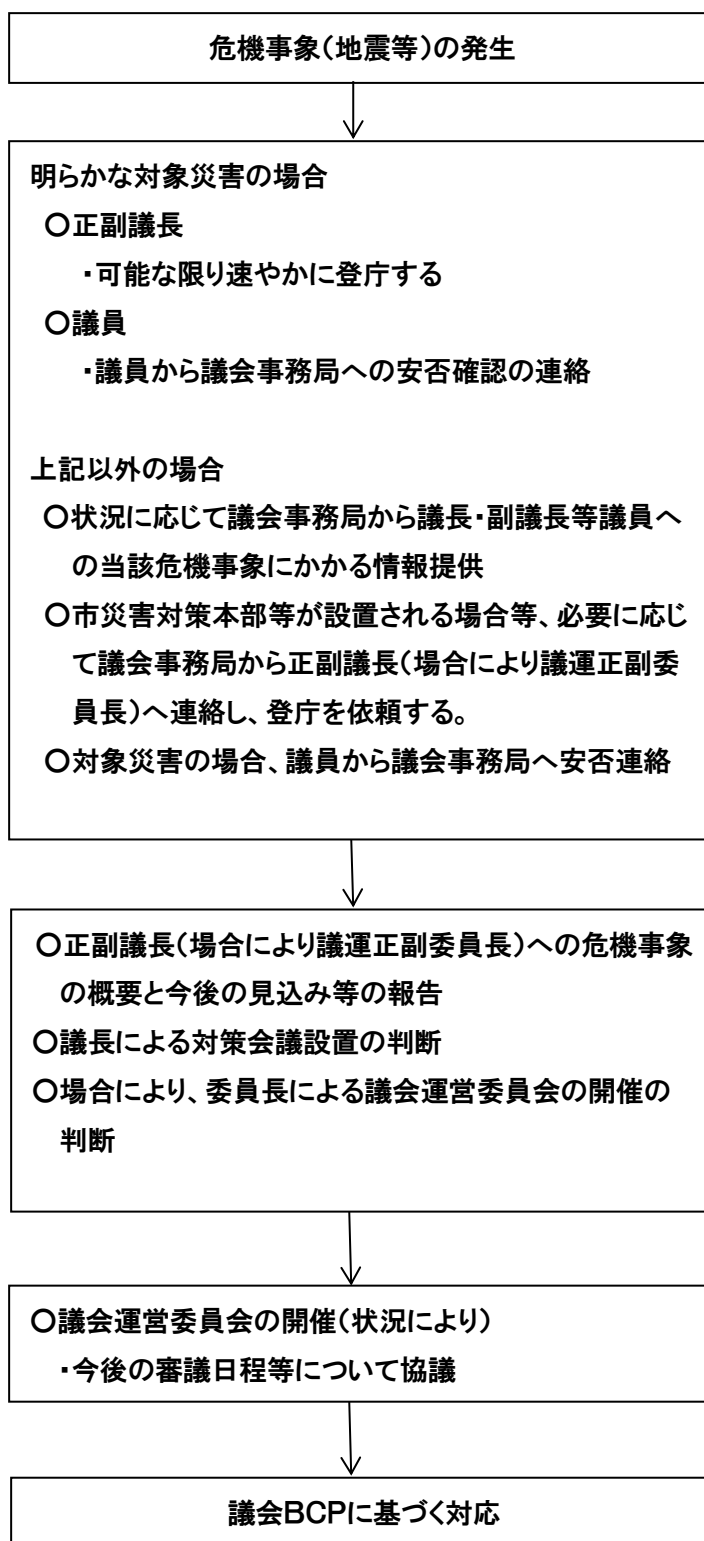 危機事象(地震等)の発生
明らかな対象災害の場合
〇正副議長
・可能な限り速やかに登庁する
〇議員
・議員から議会事務局への安否確認の連絡
上記以外の場合
〇状況に応じて議会事務局から議長・副議長等議員へ
の当該危機事象にかかる情報提供
〇市災害対策本部等が設置される場合等、必要に応じ
て議会事務局から正副議長(場合により議運正副委
員長)へ連絡し、登庁を依頼する。
〇対象災害の場合、議員から議会事務局へ安否連絡
〇正副議長(場合により議運正副委員長)への危機事象
の概要と今後の見込み等の報告
〇議長による対策会議設置の判断
〇場合により、委員長による議会運営委員会の開催の
判断
〇議会運営委員会の開催(状況により)
・今後の審議日程等について協議
議会BCPに基づく対応